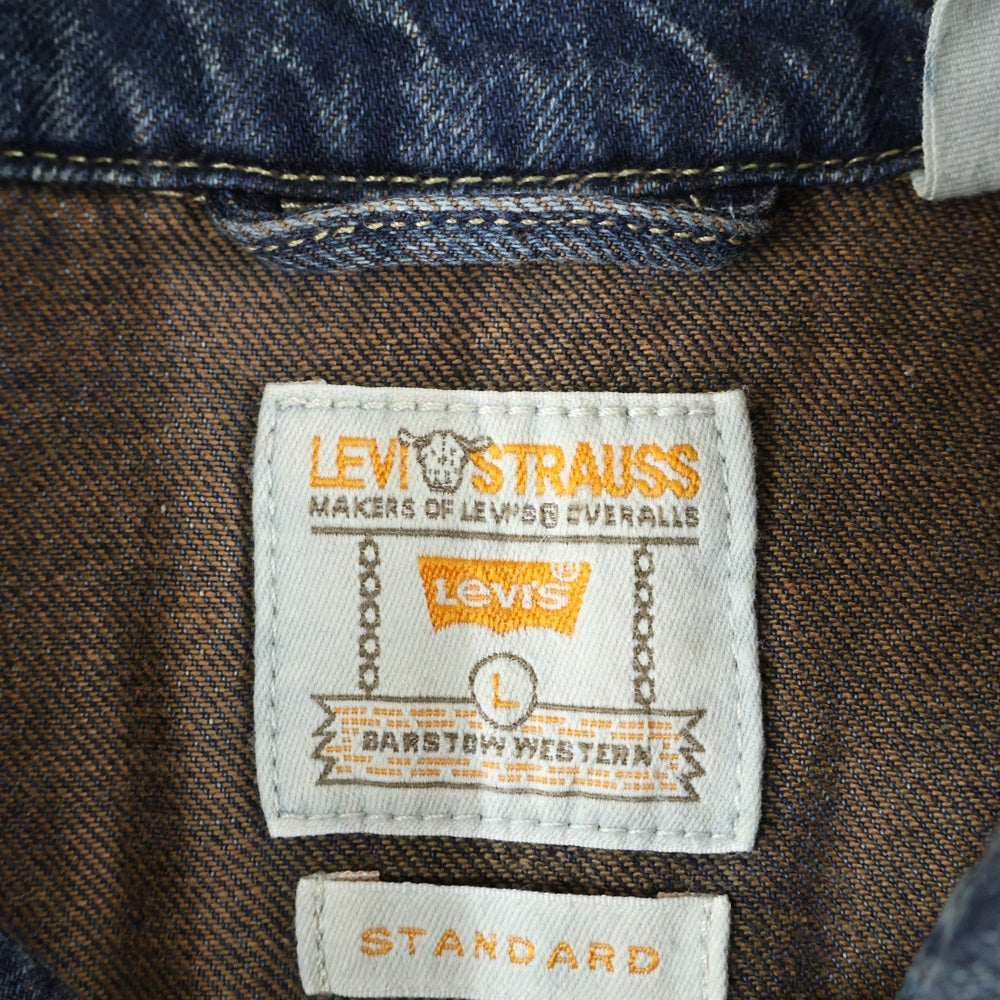 LEVI STRAUSS
MAKERS OF LEVI'S® OVERALLS
LEVI'S®
L
BARSTOW WESTERN
STANDARD